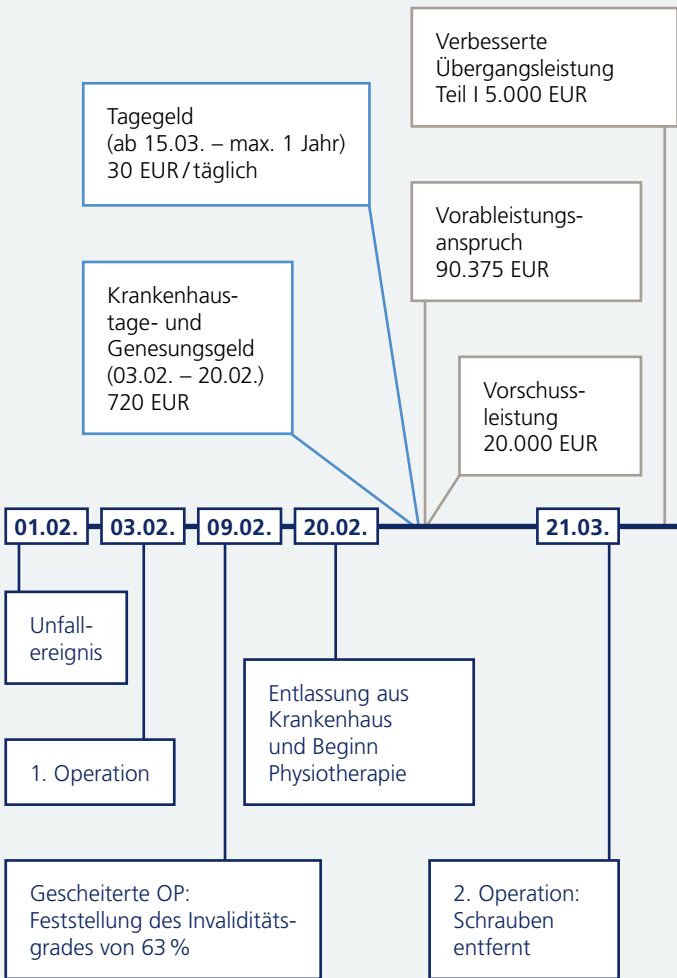 Verbesserte
Übergangsleistung
Teil I 5.000 EUR
Tagegeld
(ab 15.03. – max. 1 Jahr)
30 EUR / täglich
Vorableistungs-
anspruch
90.375 EUR
Krankenhaus-
tage- und
Genesungsgeld
(03.02. – 20.02.)
720 EUR
Vorschuss-
leistung
20.000 EUR
01.02. 03.02. 09.02. 20.02. 21.03.
Unfall-
ereignis
Entlassung aus
Krankenhaus
und Beginn
Physiotherapie
1. Operation
Gescheiterte OP:
Feststellung des Invaliditäts-
grades von 63 %
2. Operation:
Schrauben
entfernt